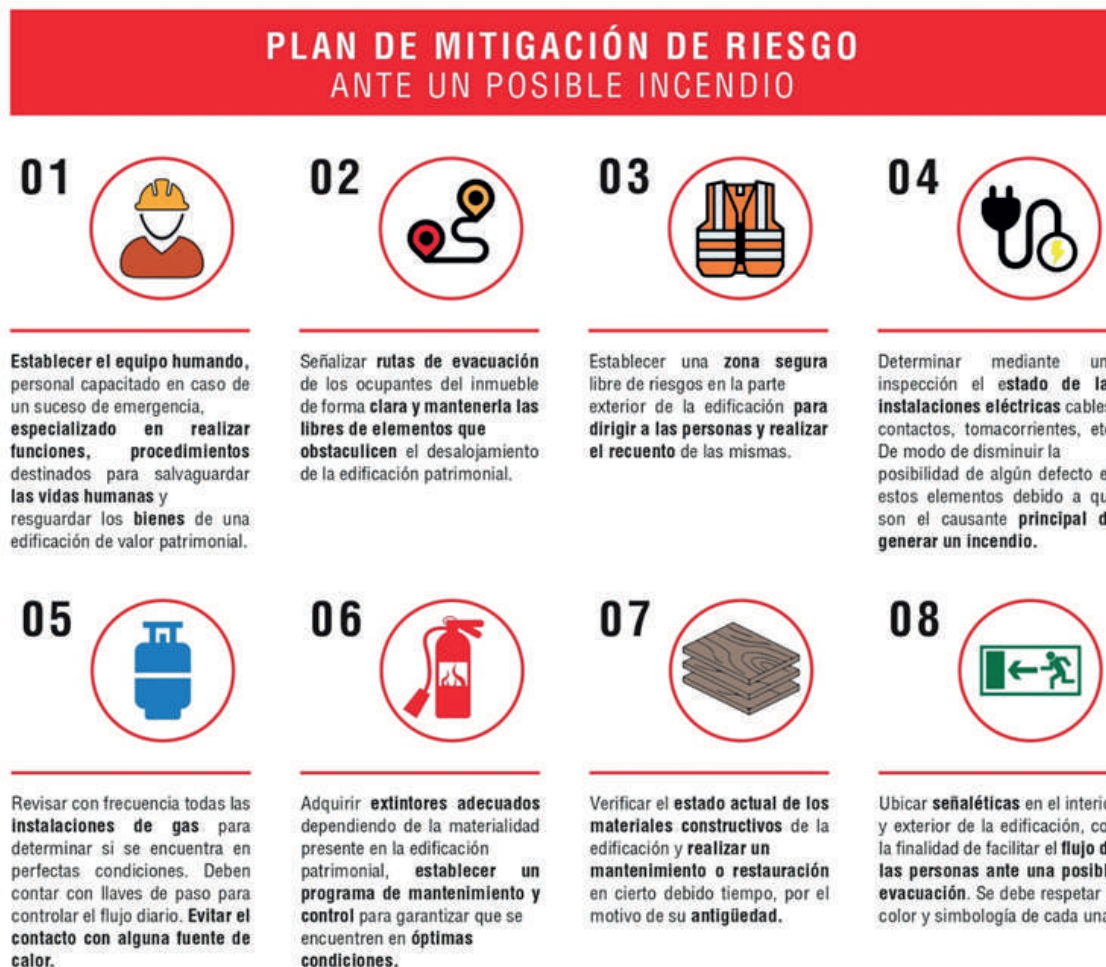 PLAN DE MITIGACIÓN DE RIESGO
ANTE UN POSIBLE INCENDIO
01
Establecer el equipo humando,
personal capacitado en caso de
un suceso de emergencia,
especializado en realizar
funciones, procedimientos
destinados para salvaguardar
las vidas humanas y
resguardar los bienes de una
edificación de valor patrimonial.
02
Señalizar rutas de evacuación
de los ocupantes del inmueble
de forma clara y mantenerla las
libres de elementos que
obstaculicen el desalojamiento
de la edificación patrimonial.
03
Establecer una zona segura
libre de riesgos en la parte
exterior de la edificación para
dirigir a las personas y realizar
el recuento de las mismas.
04
Determinar mediante un
inspección el estado de la
instalaciones eléctricas cables
contactos, tomacorrientes, etc
De modo de disminuir la
posibilidad de algún defecto e
estos elementos debido a qu
son el causante principal d
generar un incendio.
05
Revisar con frecuencia todas las
instalaciones de gas para
determinar si se encuentra en
perfectas condiciones. Deben
contar con llaves de paso para
controlar el flujo diario. Evitar el
contacto con alguna fuente de
calor.
06
Adquirir extintores adecuados
dependiendo de la materialidad
presente en la edificación
patrimonial, establecer un
programa de mantenimiento y
control para garantizar que se
encuentren en óptimas
condiciones.
07
Verificar el estado actual de los
materiales constructivos de la
edificación y realizar un
mantenimiento o restauración
en cierto debido tiempo, por el
motivo de su antigüedad.
08
Ubicar señaléticas en el interio
y exterior de la edificación, co
la finalidad de facilitar el flujo d
las personas ante una posibl
evacuación. Se debe respetar
color y simbología de cada una